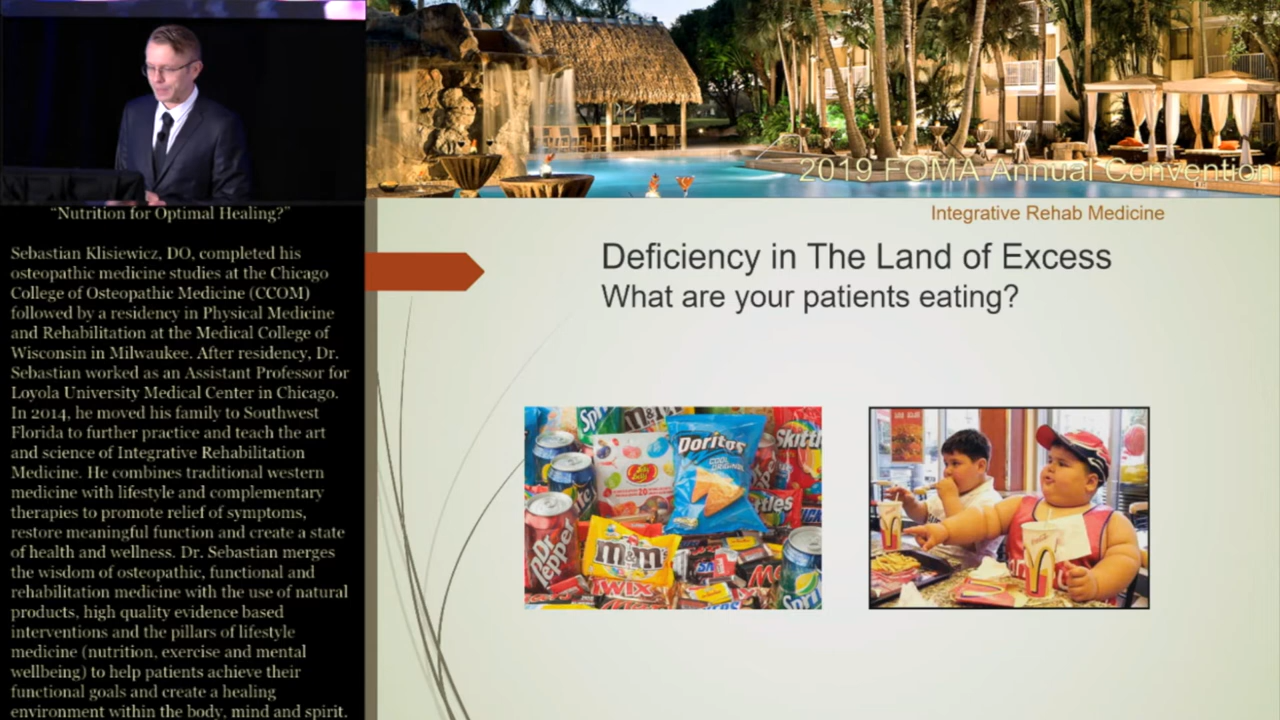 "Nutrition for Optimal Healing?"
Sebastian Klisiewicz, DO, completed his
osteopathic medicine studies at the Chicago
College of Osteopathic Medicine (CCOM)
followed by a residency in Physical Medicine
and Rehabilitation at the Medical College of
Wisconsin in Milwaukee. After residency, Dr.
Sebastian worked as an Assistant Professor for
Loyola University Medical Center in Chicago.
In 2014, he moved his family to Southwest
Florida to further practice and teach the art
and science of Integrative Rehabilitation
Medicine. He combines traditional western
medicine with lifestyle and complementary
therapies to promote relief of symptoms,
restore meaningful function and create a state
of health and wellness. Dr. Sebastian merges
the wisdom of osteopathic, functional and
rehabilitation medicine with the use of natural
products, high quality evidence based
interventions and the pillars of lifestyle
medicine (nutrition, exercise and mental
wellbeing) to help patients achieve their
functional goals and create a healing
environment within the body, mind and spirit.
2019 FOMA Annual Convention
Integrative Rehab Medicine
Deficiency in The Land of Excess
What are your patients eating?
Spr
M&M
Doritos
COOL
Skitt
Jelly
Belly
20
ttles
Dr
Pepper
m&m's
TWIX
Sprit